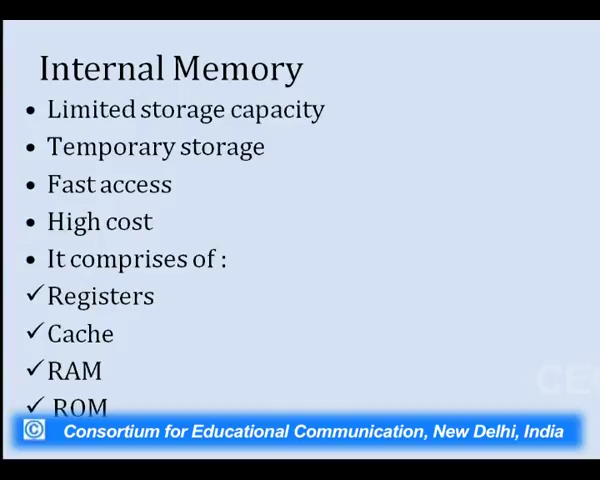 Internal Memory
• Limited storage capacity
• Temporary storage
• Fast access
• High cost
• It comprises of :
✓ Registers
✓ Cache
✓ RAM
✓ ROM
© Consortium for Educational Communication, New Delhi, India